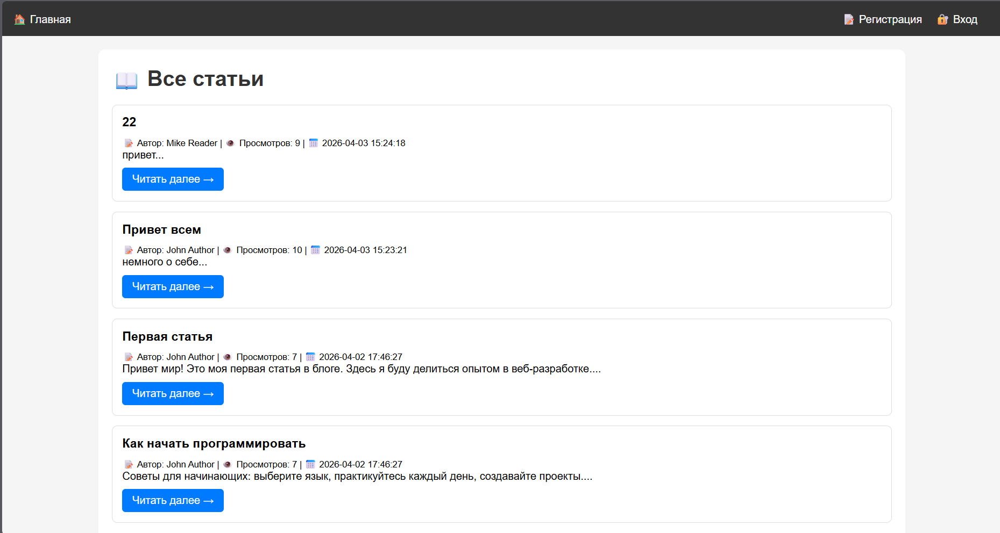 🏠 Главная
📝 Регистрация
🔐 Вход
📖 Все статьи
22
📝 Автор: Mike Reader | 👁 Просмотров: 9 | 📅 2026-04-03 15:24:18
привет...
Читать далее →
Привет всем
📝 Автор: John Author | 👁 Просмотров: 10 | 📅 2026-04-03 15:23:21
немного о себе...
Читать далее →
Первая статья
📝 Автор: John Author | 👁 Просмотров: 7 | 📅 2026-04-02 17:46:27
Привет мир! Это моя первая статья в блоге. Здесь я буду делиться опытом в веб-разработке....
Читать далее →
Как начать программировать
📝 Автор: John Author | 👁 Просмотров: 7 | 📅 2026-04-02 17:46:27
Советы для начинающих: выберите язык, практикуйтесь каждый день, создавайте проекты....
Читать далее →